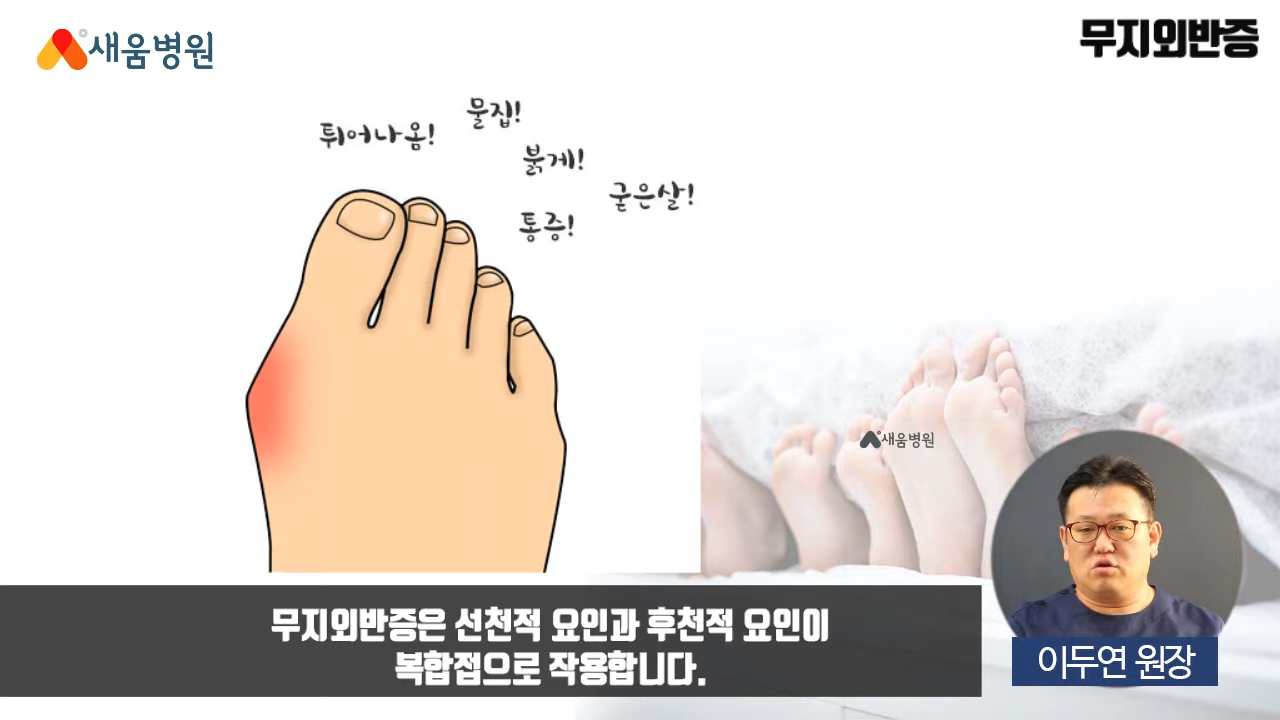 새움병원
무지외반증
튀어나옴!
물집!
붉게!
굳은살!
통증!
새움병원
무지외반증은 선천적 요인과 후천적 요인이
복합접으로 작용합니다.
이두연 원장